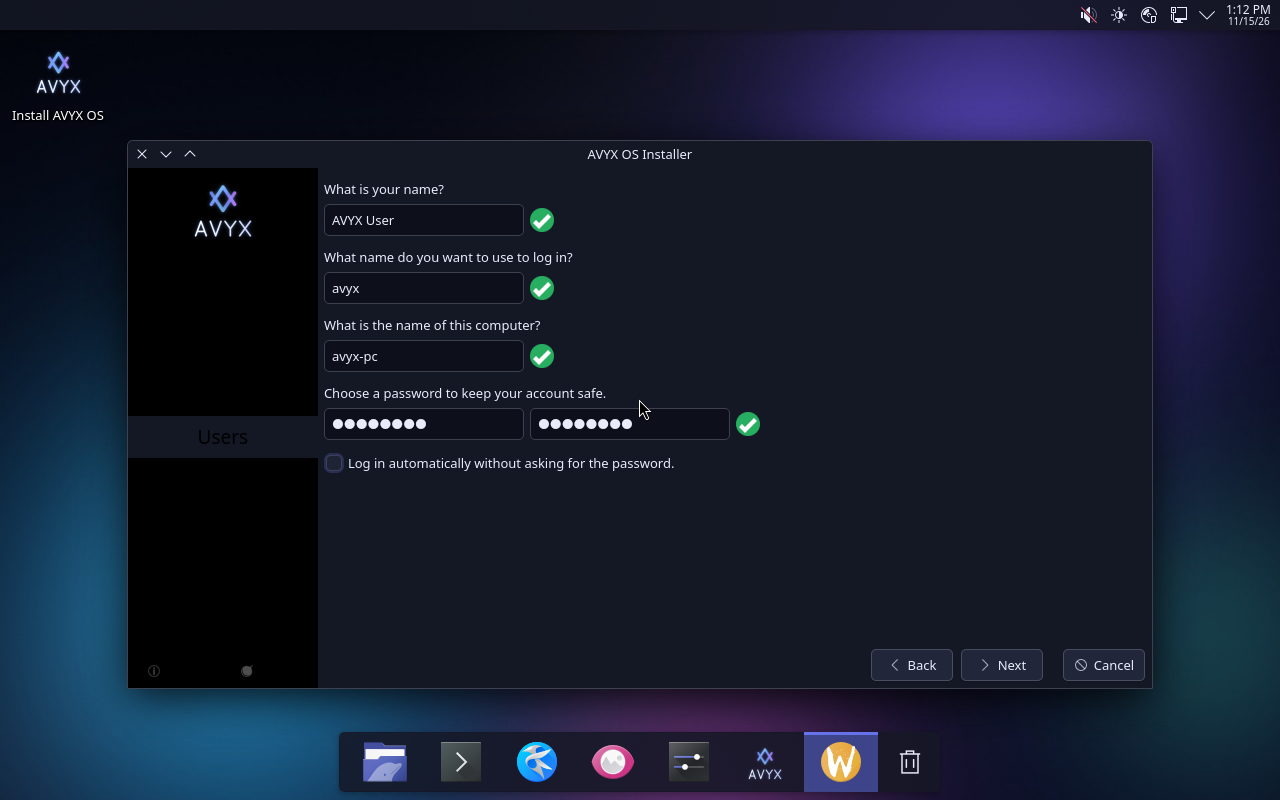 1:12 PM
11/15/26
AVYX
Install AVYX OS
AVYX OS Installer
AVYX
What is your name?
AVYX User
What name do you want to use to log in?
avyx
What is the name of this computer?
avyx-pc
Choose a password to keep your account safe.
Users
Log in automatically without asking for the password.
Back
Next
Cancel
AVYX